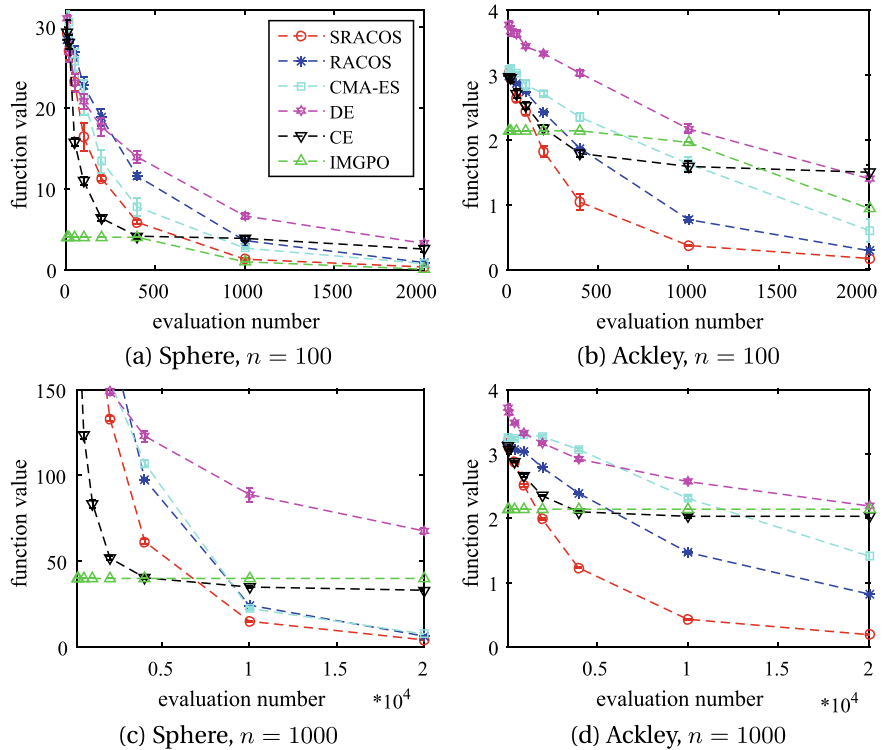 30
20
10
0
function value
0
500
1000
1500
2000
evaluation number
SRACOS
RACOS
CMA-ES
DE
CE
IMGPO
(a) Sphere, n = 100
4
3
2
1
0
function value
0
500
1000
1500
2000
evaluation number
(b) Ackley, n = 100
150
100
50
0
function value
0.5
1
1.5
2
evaluation number
*10^4
(c) Sphere, n = 1000
4
3
2
1
0
function value
0.5
1
1.5
2
evaluation number
*10^4
(d) Ackley, n = 1000